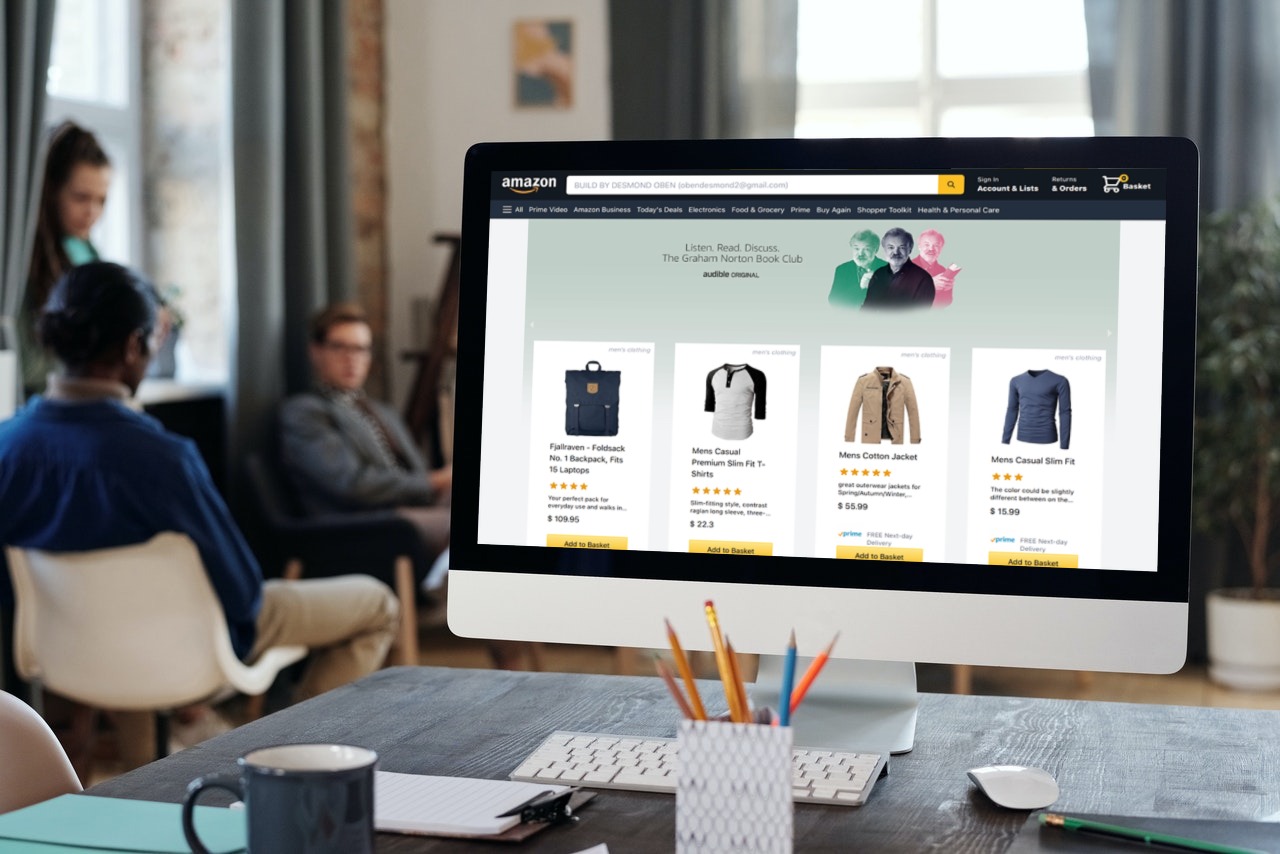 amazon
BUILD BY DESMOND OBEN (obendesmond2@gmail.com)
Sign In
Account & Lists
Returns
& Orders
0
Basket
All Prime Video Amazon Business Today's Deals Electronics Food & Grocery Prime Buy Again Shopper Toolkit Health & Personal Care
Listen. Read. Discuss.
The Graham Norton Book Club
audible ORIGINAL
men's clothing
Fjallraven - Foldsack
No. 1 Backpack, Fits
15 Laptops
Your perfect pack for
everyday use and walks in...
$ 109.95
Add to Basket
men's clothing
Mens Casual
Premium Slim Fit T-
Shirts
Slim-fitting style, contrast
raglan long sleeve, three-...
$ 22.3
Add to Basket
men's clothing
Mens Cotton Jacket
great outerwear jackets for
Spring/Autumn/Winter,...
$ 55.99
prime FREE Next-day
Delivery
Add to Basket
men's clothing
Mens Casual Slim Fit
The color could be slightly
different between on the...
$ 15.99
prime FREE Next-day
Delivery
Add to Basket